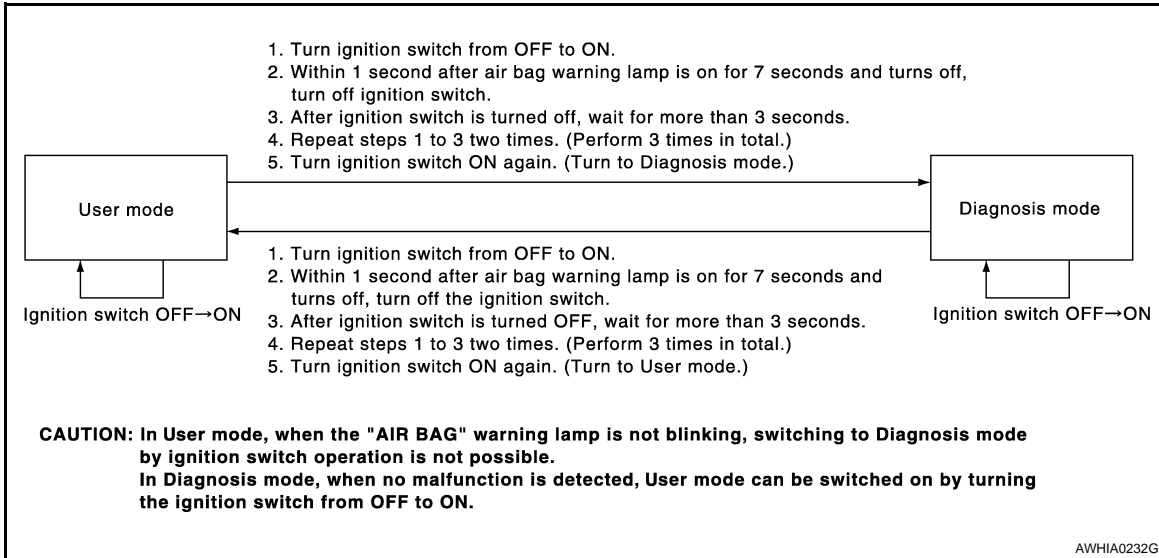 1. Turn ignition switch from OFF to ON.
2. Within 1 second after air bag warning lamp is on for 7 seconds and turns off,
turn off ignition switch.
3. After ignition switch is turned off, wait for more than 3 seconds.
4. Repeat steps 1 to 3 two times. (Perform 3 times in total.)
5. Turn ignition switch ON again. (Turn to Diagnosis mode.)
User mode
Diagnosis mode
1. Turn ignition switch from OFF to ON.
2. Within 1 second after air bag warning lamp is on for 7 seconds and
turns off, turn off the ignition switch.
3. After ignition switch is turned OFF, wait for more than 3 seconds.
4. Repeat steps 1 to 3 two times. (Perform 3 times in total.)
5. Turn ignition switch ON again. (Turn to User mode.)
Ignition switch OFF→ON
Ignition switch OFF→ON
CAUTION: In User mode, when the "AIR BAG" warning lamp is not blinking, switching to Diagnosis mode
by ignition switch operation is not possible.
In Diagnosis mode, when no malfunction is detected, User mode can be switched on by turning
the ignition switch from OFF to ON.
AWHIA0232G